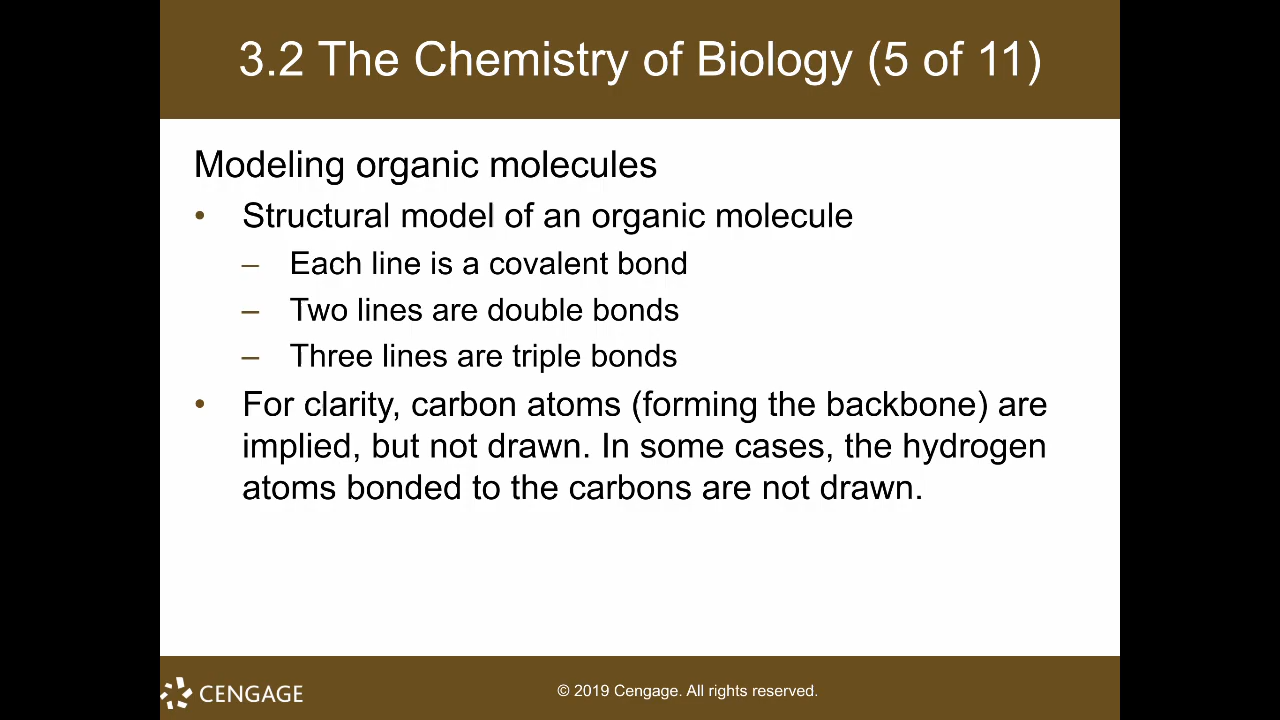 3.2 The Chemistry of Biology (5 of 11)
Modeling organic molecules
• Structural model of an organic molecule
– Each line is a covalent bond
– Two lines are double bonds
– Three lines are triple bonds
• For clarity, carbon atoms (forming the backbone) are
implied, but not drawn. In some cases, the hydrogen
atoms bonded to the carbons are not drawn.
CENGAGE
© 2019 Cengage. All rights reserved.